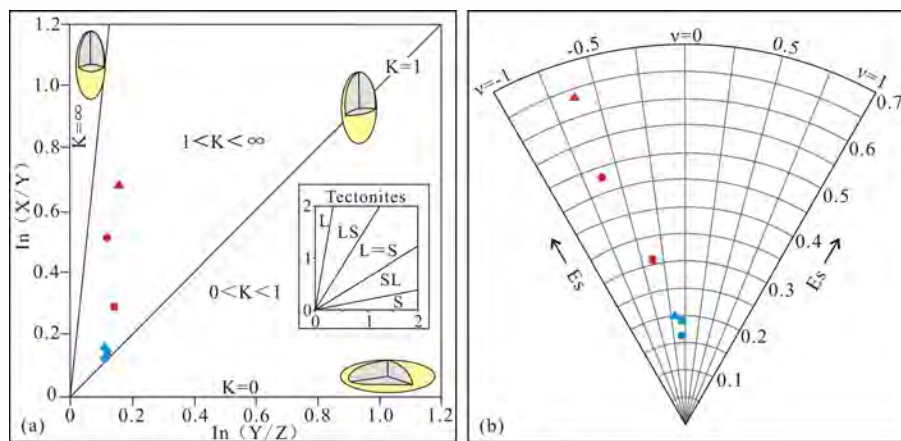 1.2
1.0
ln (X/Y)
0.6
0.4
0.2
0
0
0.2
0.4
0.6
0.8
1.0
1.2
ln (Y/Z)
K=∞
1<K<∞
K=1
0<K<1
K=0
Tectonites
2
1
0
0
1
2
L
LS
L=S
SL
S
(a)
ν=-1
-0.5
ν=0
0.5
ν=1
0.7
0.6
0.5
0.4
0.3
0.2
0.1
Es
Es
(b)